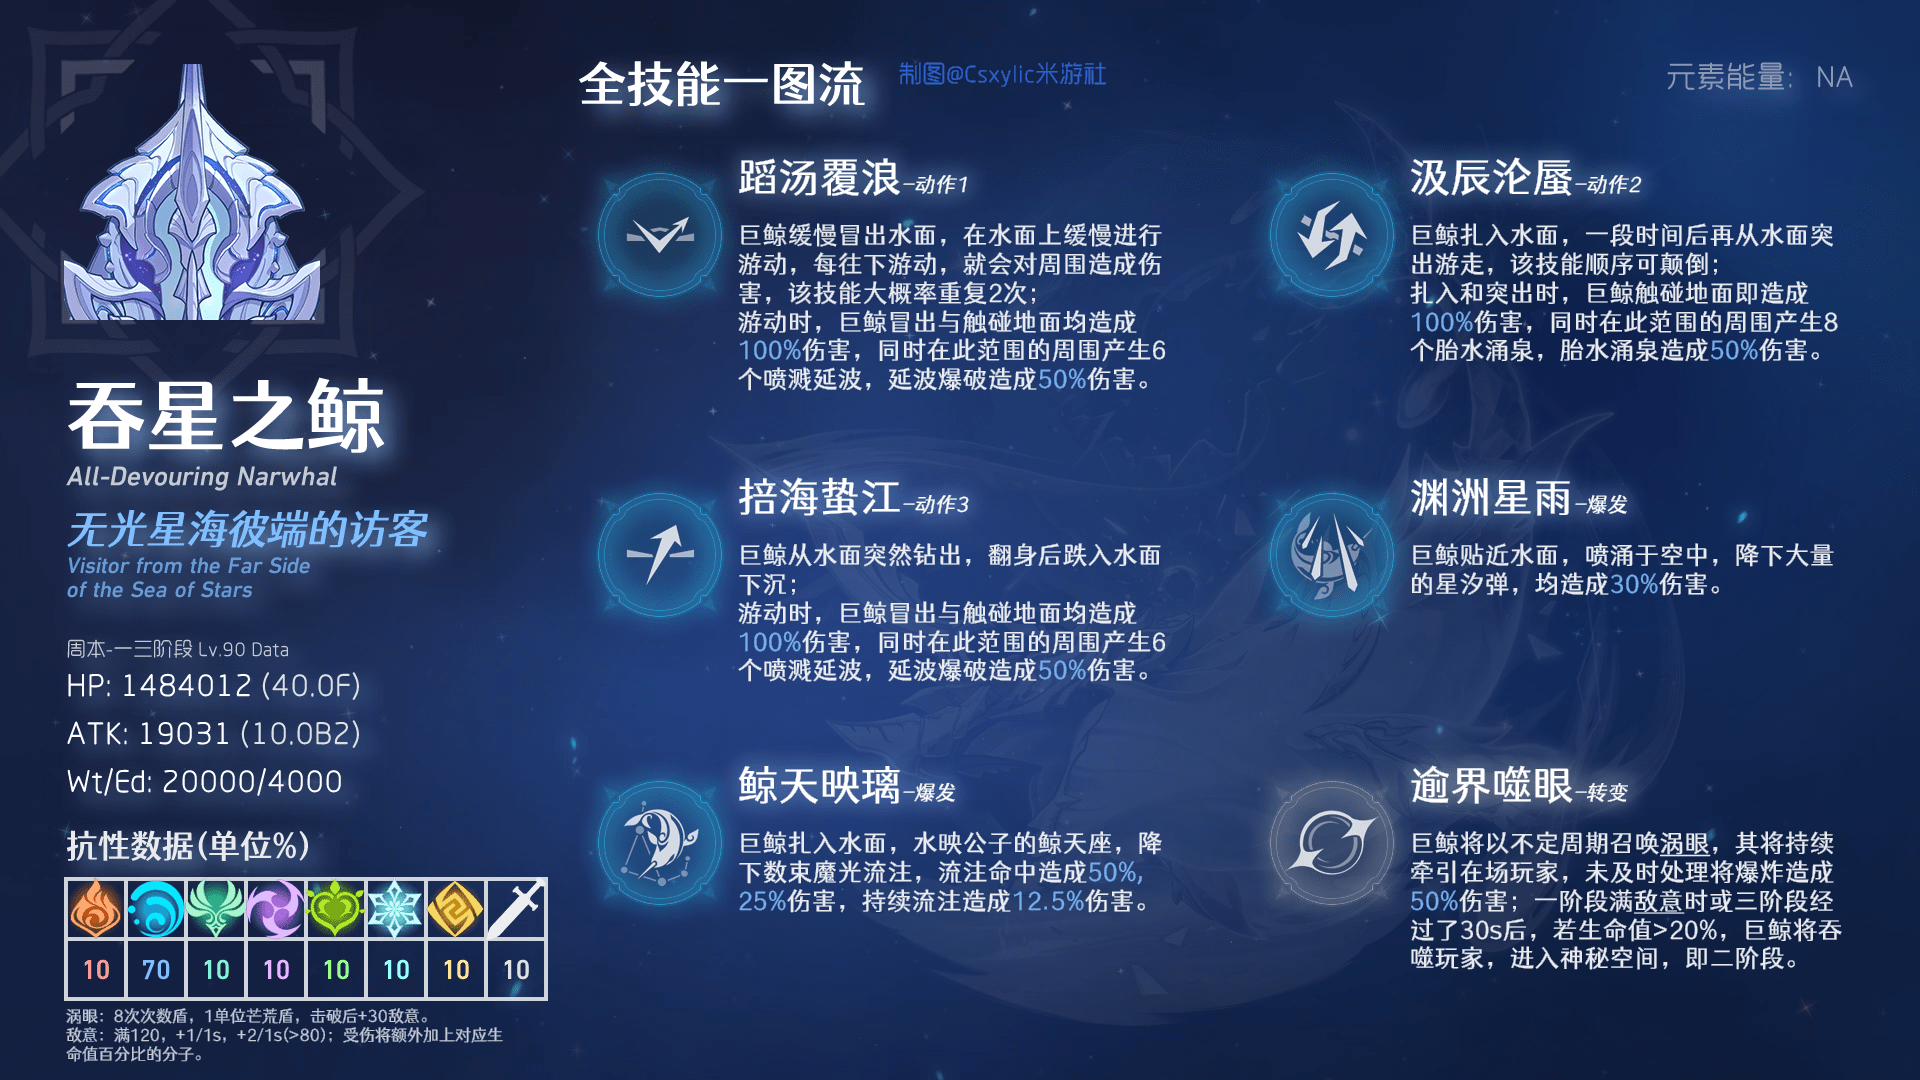 全技能一图流
制图@Csxylic米游社
元素能量： NA
吞星之鲸
All-Devouring Narwhal
无光星海彼端的访客
Visitor from the Far Side
of the Sea of Stars
周本-一三阶段 Lv.90 Data
HP: 1484012 (40.0F)
ATK: 19031 (10.0B2)
Wt/Ed: 20000/4000
抗性数据(单位%)
10 70 10 10 10 10 10 10
涡眼：8次次数盾，1单位芒荒盾，击破后+30敌意。
敌意：满120，+1/1s，+2/1s(>80)；受伤将额外加上对应生
命值百分比的分子。
蹈汤覆浪–动作1
巨鲸缓慢冒出水面，在水面上缓慢进行
游动，每往下游动，就会对周围造成伤
害，该技能大概率重复2次；
游动时，巨鲸冒出与触碰地面均造成
100%伤害，同时在此范围的周围产生6
个喷溅延波，延波爆破造成50%伤害。
汲辰沦蜃–动作2
巨鲸扎入水面，一段时间后再从水面突
出游走，该技能顺序可颠倒；
扎入和突出时，巨鲸触碰地面即造成
100%伤害，同时在此范围的周围产生8
个胎水涌泉，胎水涌泉造成50%伤害。
掊海蛰江–动作3
巨鲸从水面突然钻出，翻身后跌入水面
下沉；
游动时，巨鲸冒出与触碰地面均造成
100%伤害，同时在此范围的周围产生6
个喷溅延波，延波爆破造成50%伤害。
渊洲星雨–爆发
巨鲸贴近水面，喷涌于空中，降下大量
的星汐弹，均造成30%伤害。
鲸天映璃–爆发
巨鲸扎入水面，水映公子的鲸天座，降
下数束魔光流注，流注命中造成50%,
25%伤害，持续流注造成12.5%伤害。
逾界噬眼–转变
巨鲸将以不定周期召唤涡眼，其将持续
牵引在场玩家，未及时处理将爆炸造成
50%伤害；一阶段满敌意时或三阶段经
过了30s后，若生命值>20%，巨鲸将吞
噬玩家，进入神秘空间，即二阶段。